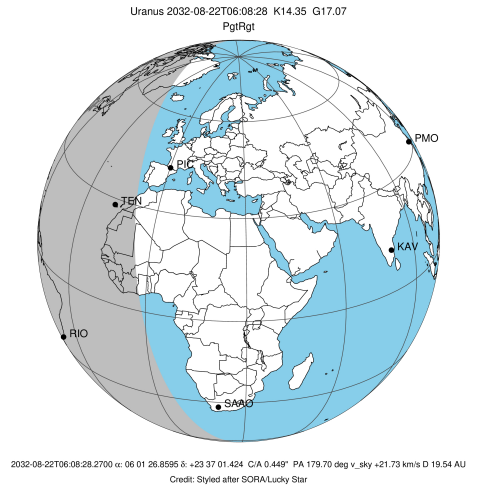 Uranus 2032-08-22T06:08:28 K14.35 G17.07
PgtRgt
PMO
PIC
TEN
KAV
RIO
SAAO
2032-08-22T06:08:28.2700 α: 06 01 26.8595 δ: +23 37 01.424 C/A 0.449" PA 179.70 deg v_sky +21.73 km/s D 19.54 AU
Credit: Styled after SORA/Lucky Star